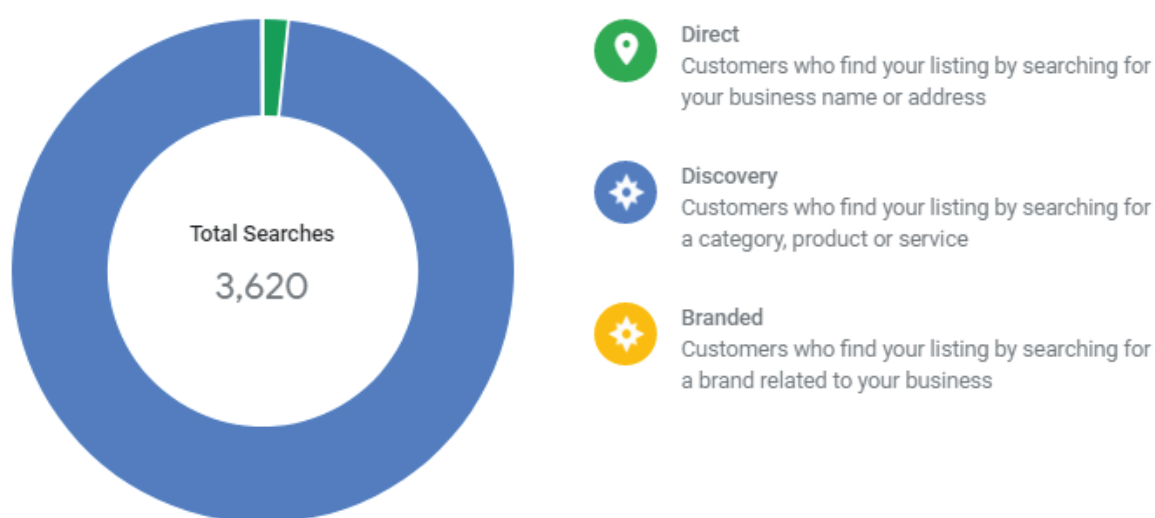 Total Searches
3,620
Direct
Customers who find your listing by searching for
your business name or address
Discovery
Customers who find your listing by searching for
a category, product or service
Branded
Customers who find your listing by searching for
a brand related to your business